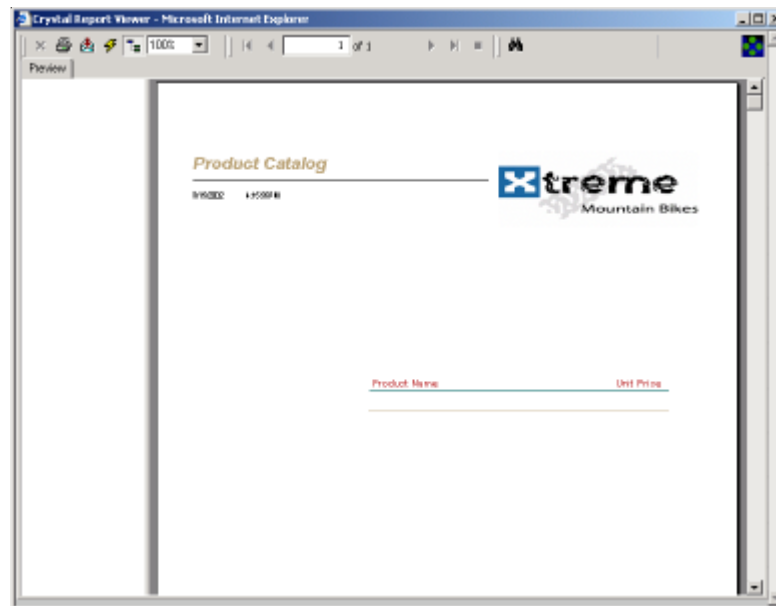 Crystal Report Viewer - Microsoft Internet Explorer
100% 1 of 1
Preview
Product Catalog
Xtreme
Mountain Bikes
Product Name Unit Price